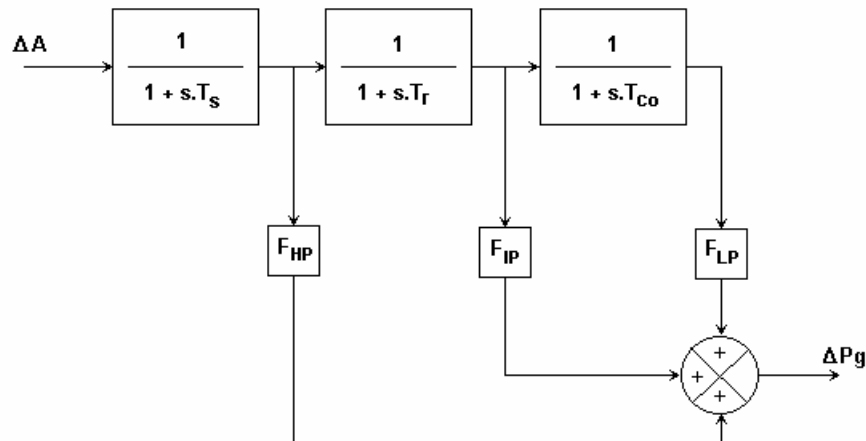 ΔA
1
1 + s.Ts
1
1 + s.Tr
1
1 + s.Tco
FHP
FIP
FLP
+
+
+
ΔPg